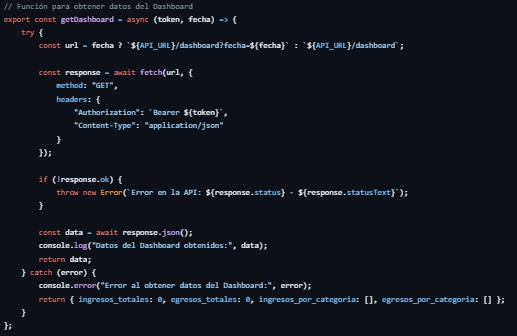 // Función para obtener datos del Dashboard
export const getDashboard = async (token, fecha) => {
    try {
        const url = fecha ? `${API_URL}/dashboard?fecha=${fecha}` : `${API_URL}/dashboard`;

        const response = await fetch(url, {
            method: "GET",
            headers: {
                "Authorization": `Bearer ${token}`,
                "Content-Type": "application/json"
            }
        });

        if (!response.ok) {
            throw new Error(`Error en la API: ${response.status} - ${response.statusText}`);
        }

        const data = await response.json();
        console.log("Datos del Dashboard obtenidos:", data);
        return data;
    } catch (error) {
        console.error("Error al obtener datos del Dashboard:", error);
        return { ingresos_totales: 0, egresos_totales: 0, ingresos_por_categoria: [], egresos_por_categoria: [] };
    }
};